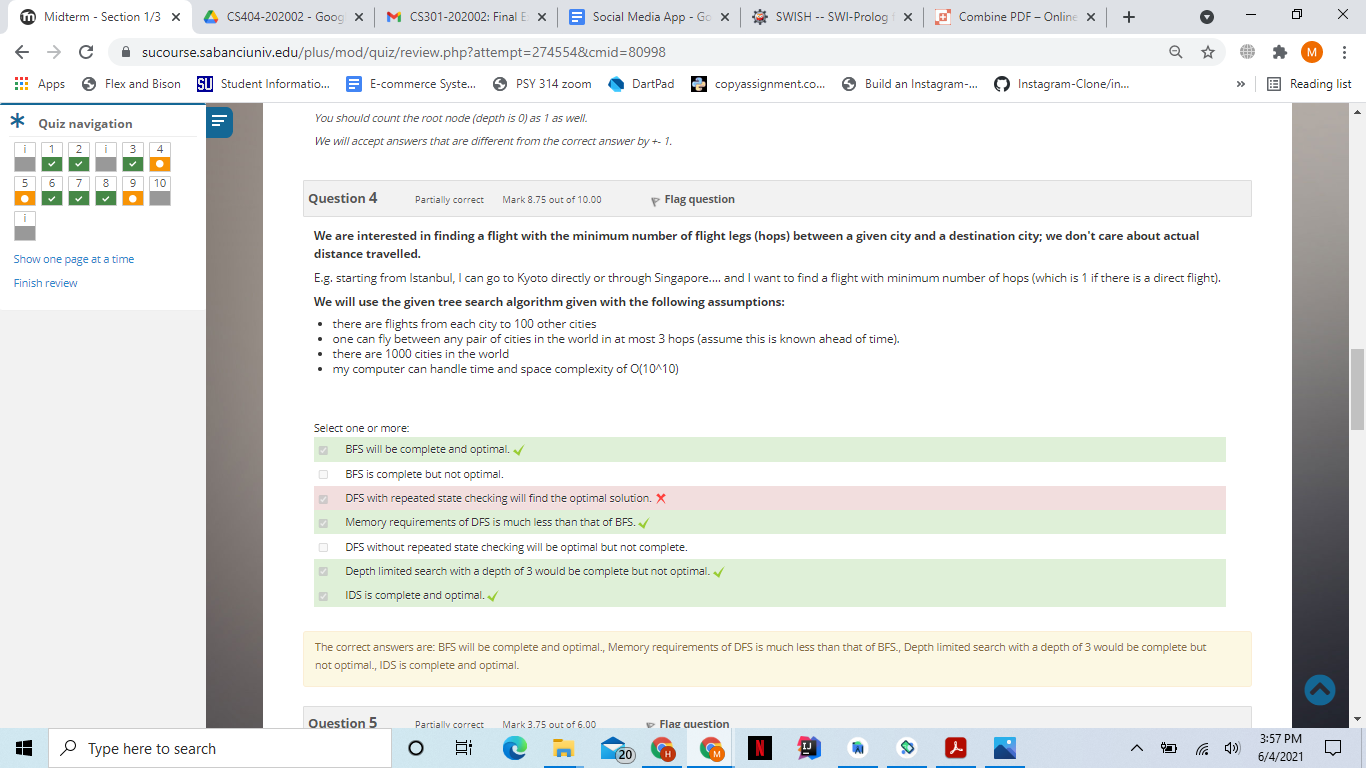 Midterm - Section 1/3
CS404-202002 - Goog
CS301-202002: Final E
Social Media App - Go
SWISH -- SWI-Prolog f
Combine PDF – Online
sucourse.sabanciuniv.edu/plus/mod/quiz/review.php?attempt=274554&cmid=80998
M
Apps
Flex and Bison
SU Student Informatio...
E-commerce Syste...
PSY 314 zoom
DartPad
copyassignment.co...
Build an Instagram-...
Instagram-Clone/in...
»
Reading list
Quiz navigation
i 1 2 i 3 4
5 6 7 8 9 10
i
Show one page at a time
Finish review
You should count the root node (depth is 0) as 1 as well.
We will accept answers that are different from the correct answer by +- 1.
Question 4 Partially correct Mark 8.75 out of 10.00 Flag question
We are interested in finding a flight with the minimum number of flight legs (hops) between a given city and a destination city; we don't care about actual
distance travelled.
E.g. starting from Istanbul, I can go to Kyoto directly or through Singapore.... and I want to find a flight with minimum number of hops (which is 1 if there is a direct flight).
We will use the given tree search algorithm given with the following assumptions:
• there are flights from each city to 100 other cities
• one can fly between any pair of cities in the world in at most 3 hops (assume this is known ahead of time).
• there are 1000 cities in the world
• my computer can handle time and space complexity of O(10^10)
Select one or more:
BFS will be complete and optimal.
BFS is complete but not optimal.
DFS with repeated state checking will find the optimal solution.
Memory requirements of DFS is much less than that of BFS.
DFS without repeated state checking will be optimal but not complete.
Depth limited search with a depth of 3 would be complete but not optimal.
IDS is complete and optimal.
The correct answers are: BFS will be complete and optimal., Memory requirements of DFS is much less than that of BFS., Depth limited search with a depth of 3 would be complete but
not optimal., IDS is complete and optimal.
Question 5 Partially correct Mark 3.75 out of 6.00 Flag question
Type here to search
20
H
M
N
3:57 PM
6/4/2021